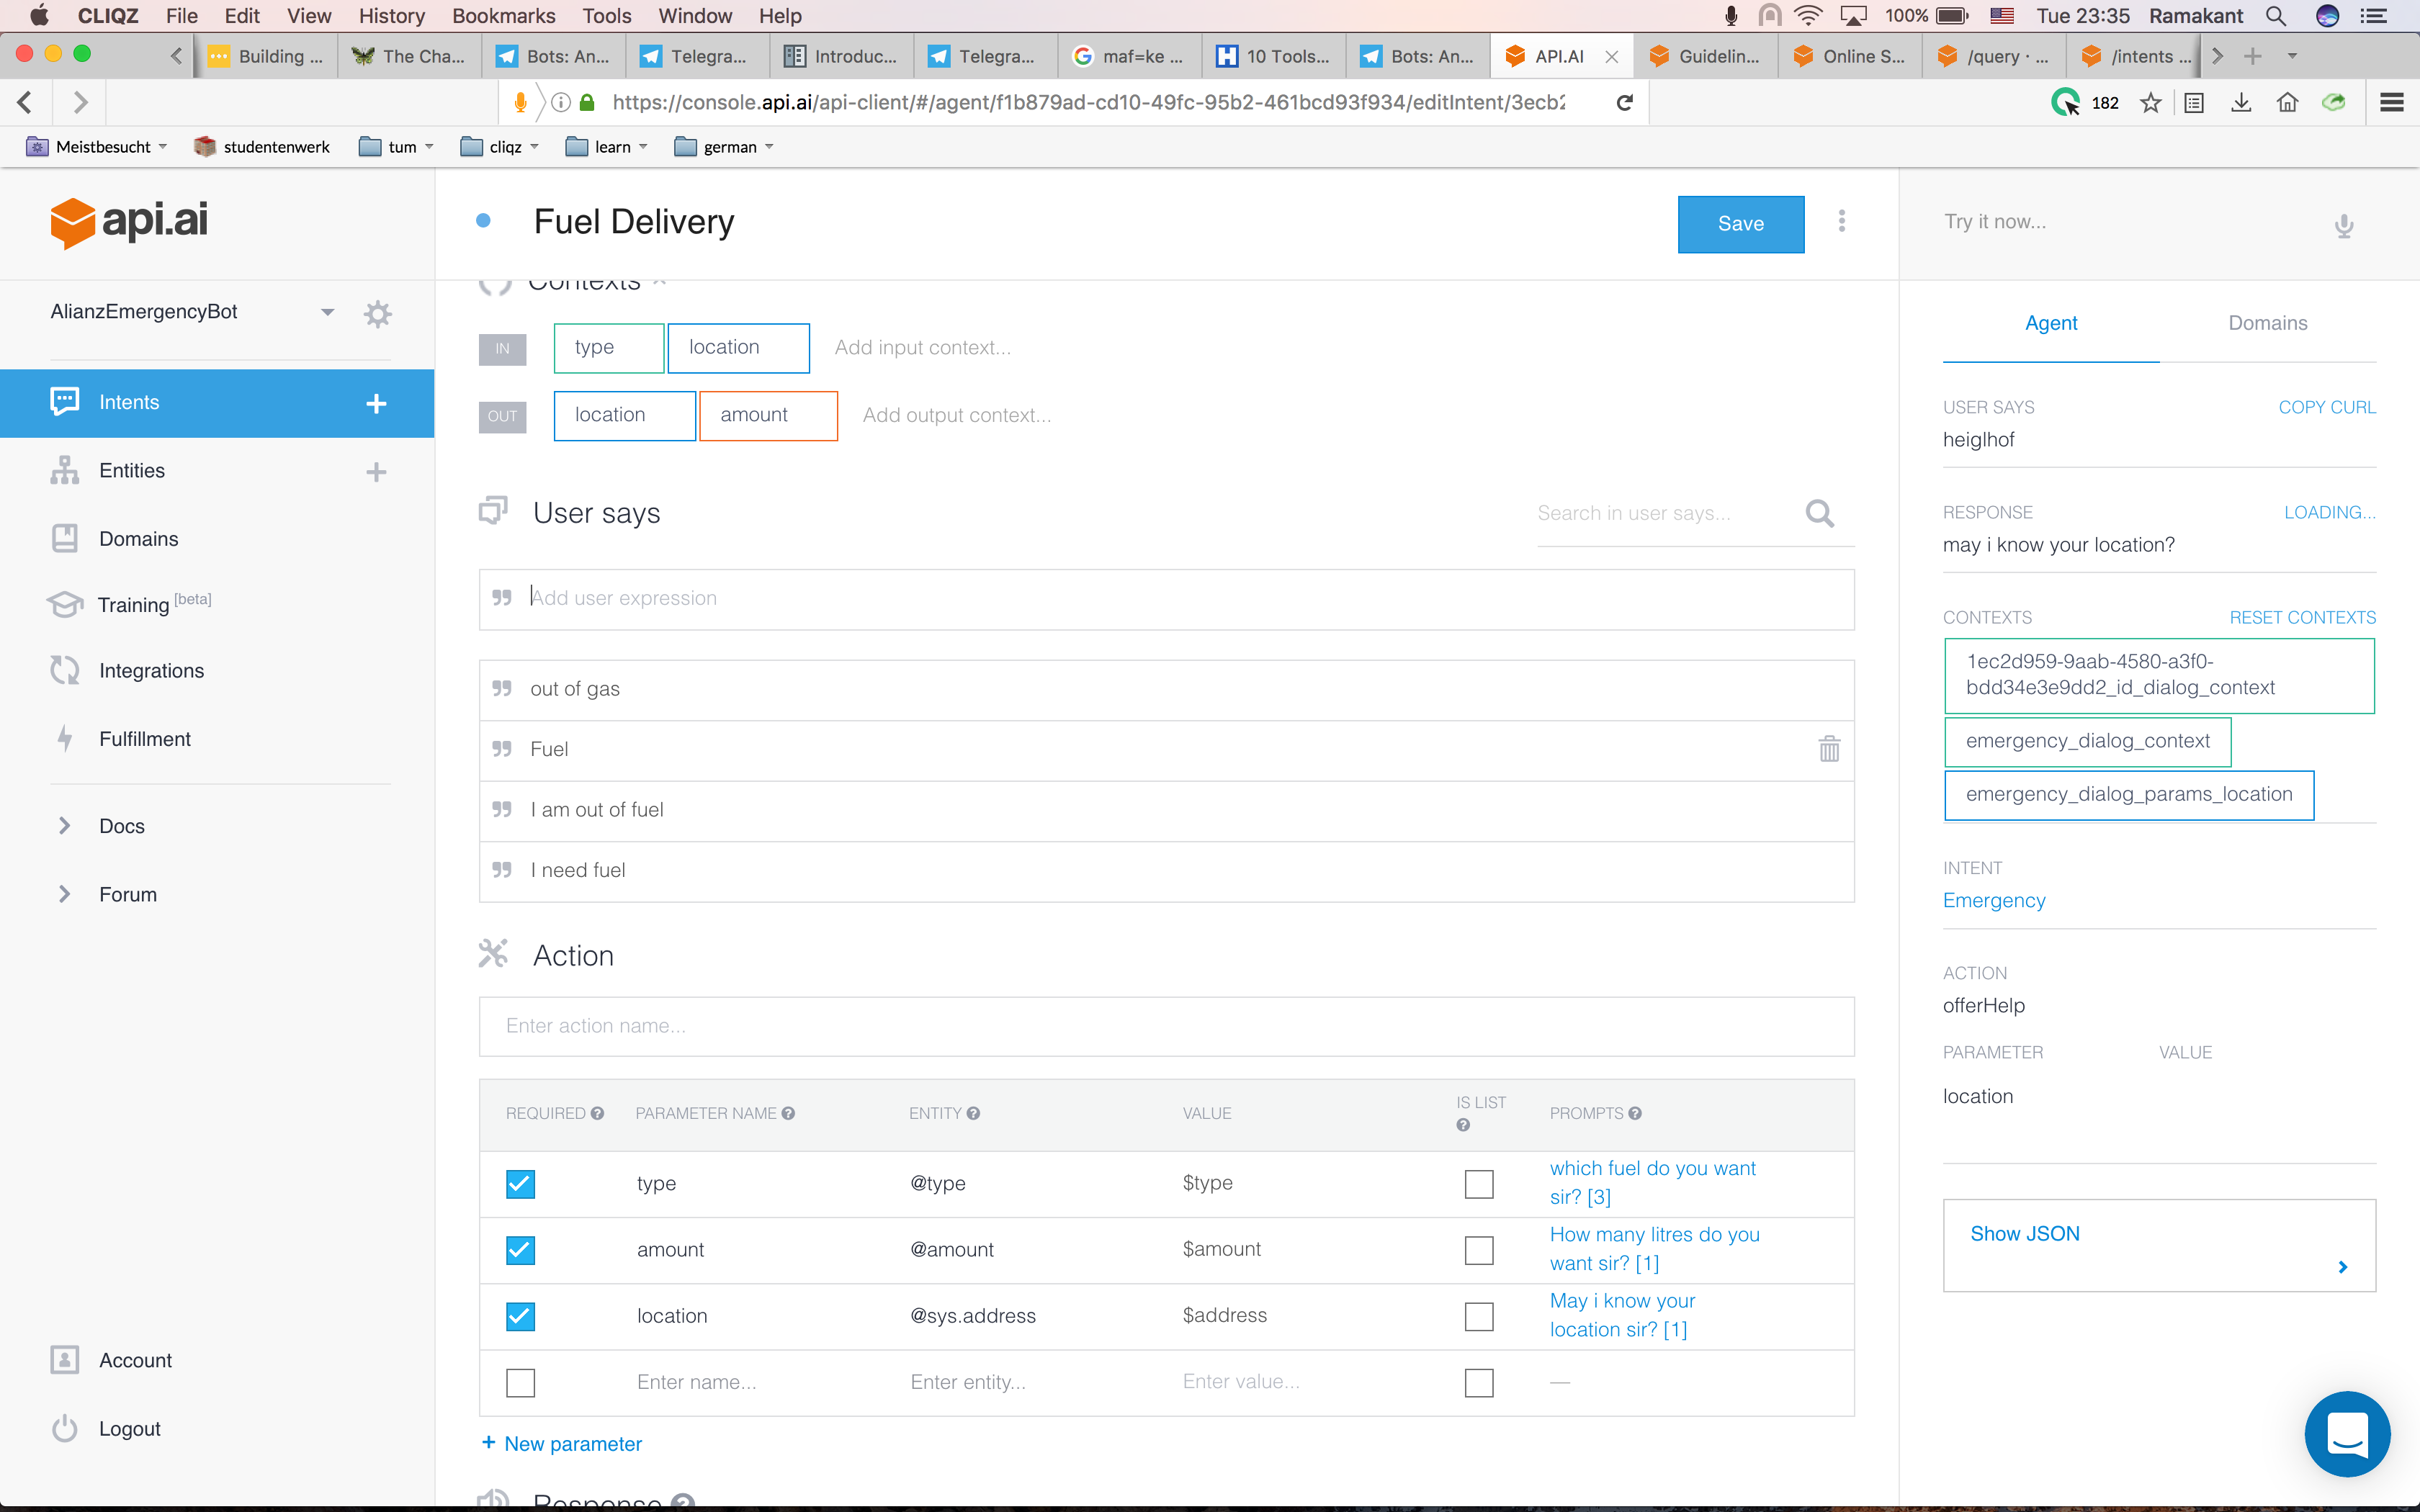 CLIQZ File Edit View History Bookmarks Tools Window Help 100% Tue 23:35 Ramakant
Building ... The Cha... Bots: An... Telegra... Introduc... Telegra... maf=ke ... 10 Tools... Bots: An... API.AI Guidelin... Online S... /query · ... /intents ...
https://console.api.ai/api-client/#/agent/f1b879ad-cd10-49fc-95b2-461bcd93f934/editIntent/3ecb2 182
Meistbesucht studentenwerk tum cliqz learn german
api.ai
AlianzEmergencyBot
Intents
Entities
Domains
Training [beta]
Integrations
Fulfillment
Docs
Forum
Account
Logout
Fuel Delivery
Save
Contexts
IN type location Add input context...
OUT location amount Add output context...
User says
Search in user says...
Add user expression
out of gas
Fuel
I am out of fuel
I need fuel
Action
Enter action name...
REQUIRED PARAMETER NAME ENTITY VALUE IS LIST PROMPTS
type @type $type which fuel do you want
sir? [3]
amount @amount $amount How many litres do you
want sir? [1]
location @sys.address $address May i know your
location sir? [1]
Enter name... Enter entity... Enter value... —
+ New parameter
Response
Try it now...
Agent Domains
USER SAYS COPY CURL
heiglhof
RESPONSE LOADING...
may i know your location?
CONTEXTS RESET CONTEXTS
1ec2d959-9aab-4580-a3f0-
bdd34e3e9dd2_id_dialog_context
emergency_dialog_context
emergency_dialog_params_location
INTENT
Emergency
ACTION
offerHelp
PARAMETER VALUE
location
Show JSON